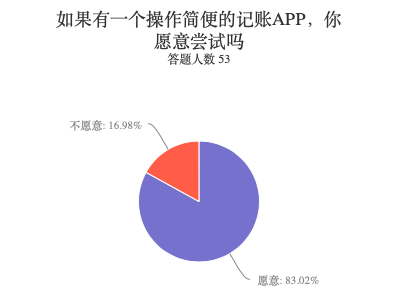 如果有一个操作简便的记账APP，你
愿意尝试吗
答题人数 53
不愿意: 16.98%
愿意: 83.02%